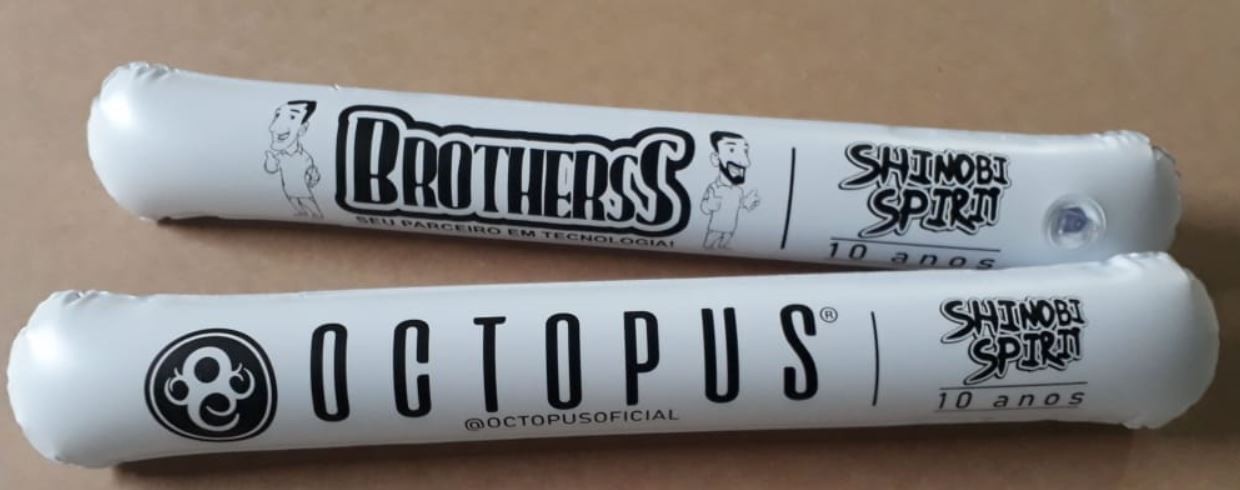 BROTHERSS
SEU PARCEIRO EM TECNOLOGIA!
SHINOBI
SPIRIT
10 anos
OCTOPUS®
@OCTOPUSOFICIAL
SHINOBI
SPIRIT
10 anos